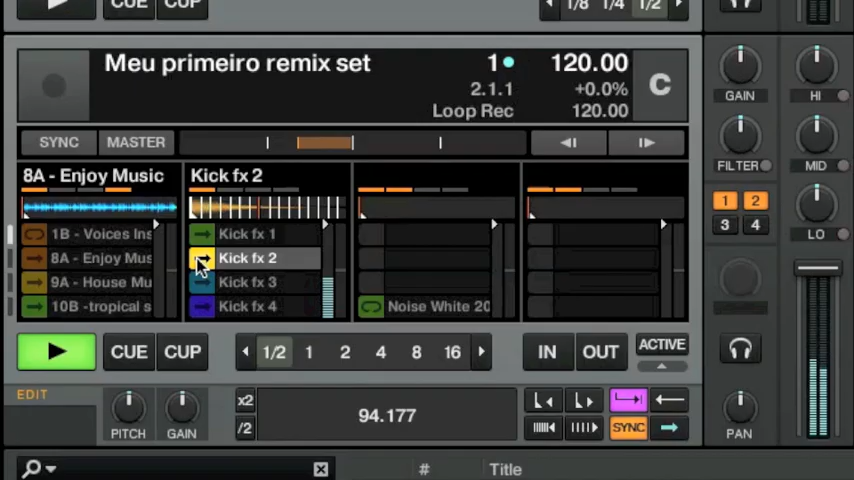 CUE CUP 1/8 1/4 1/2
Meu primeiro remix set 1 120.00
2.1.1 +0.0%
Loop Rec 120.00
C
SYNC MASTER
GAIN HI
FILTER MID
1 2
3 4
LO
8A - Enjoy Music Kick fx 2
1B - Voices Ins Kick fx 1
8A - Enjoy Mus Kick fx 2
9A - House Mu Kick fx 3
10B -tropical s Kick fx 4 Noise White 20
CUE CUP 1/2 1 2 4 8 16 IN OUT ACTIVE
EDIT
PITCH GAIN
x2
/2
94.177
SYNC
PAN
# Title